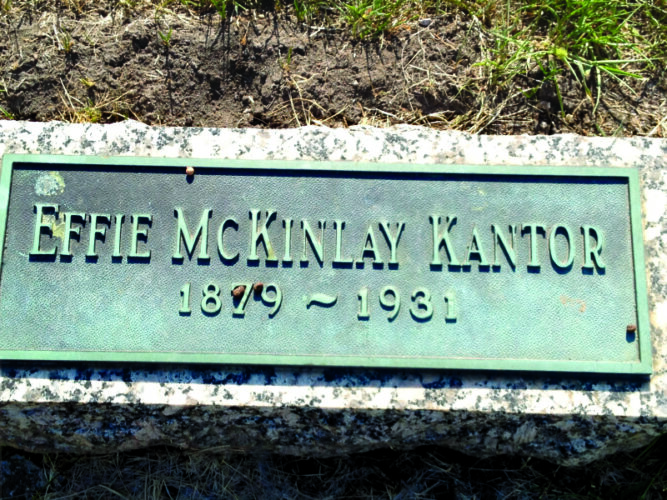 EFFIE MCKINLAY KANTOR
1879 ~ 1931